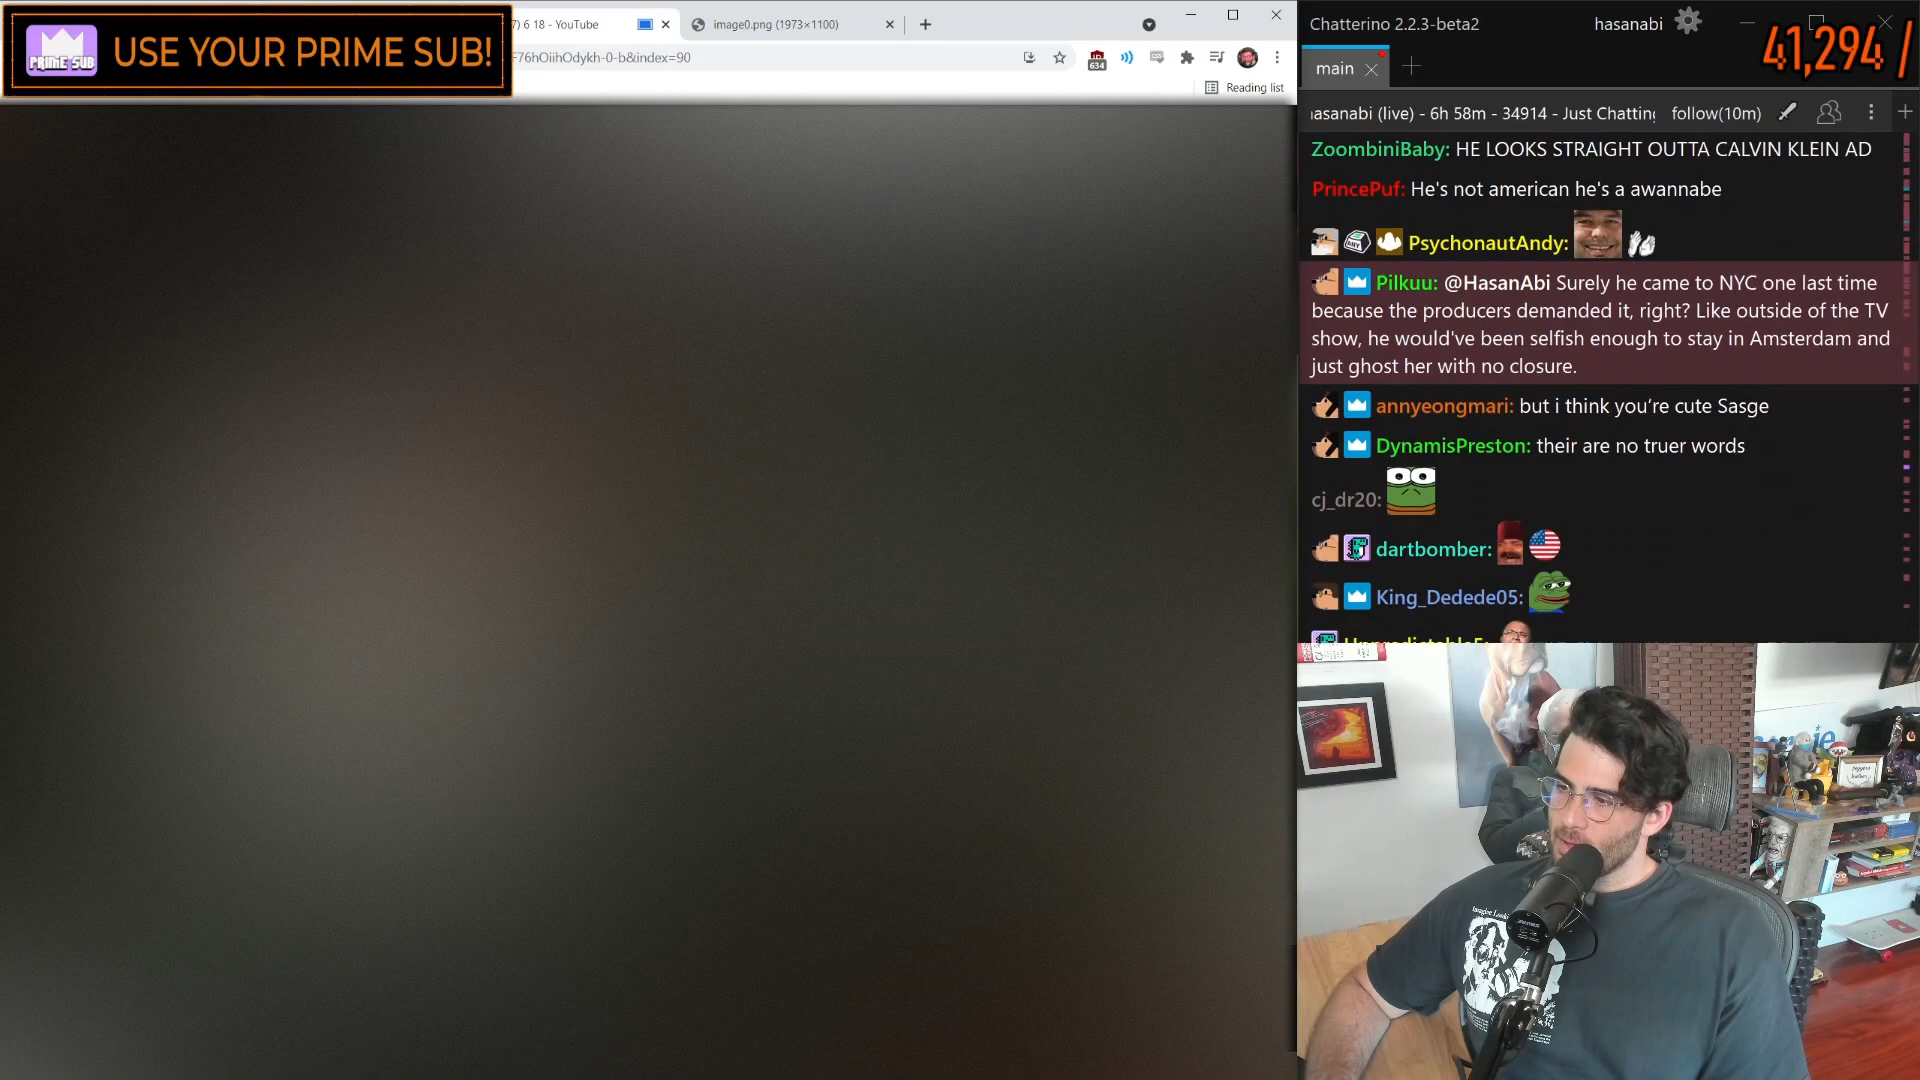 PRIME SUB
USE YOUR PRIME SUB!
7) 6 18 - YouTube
image0.png (1973×1100)
F76hOiihOdykh-0-b&index=90
634
Reading list
Chatterino 2.2.3-beta2
hasanabi
41,294 /
main
asanabi (live) - 6h 58m - 34914 - Just Chatting
follow(10m)
ZoombiniBaby: HE LOOKS STRAIGHT OUTTA CALVIN KLEIN AD
PrincePuf: He's not american he's a awannabe
PsychonautAndy:
Pilkuu: @HasanAbi Surely he came to NYC one last time
because the producers demanded it, right? Like outside of the TV
show, he would've been selfish enough to stay in Amsterdam and
just ghost her with no closure.
annyeongmari: but i think you’re cute Sasge
DynamisPreston: their are no truer words
cj_dr20:
dartbomber:
King_Dedede05: